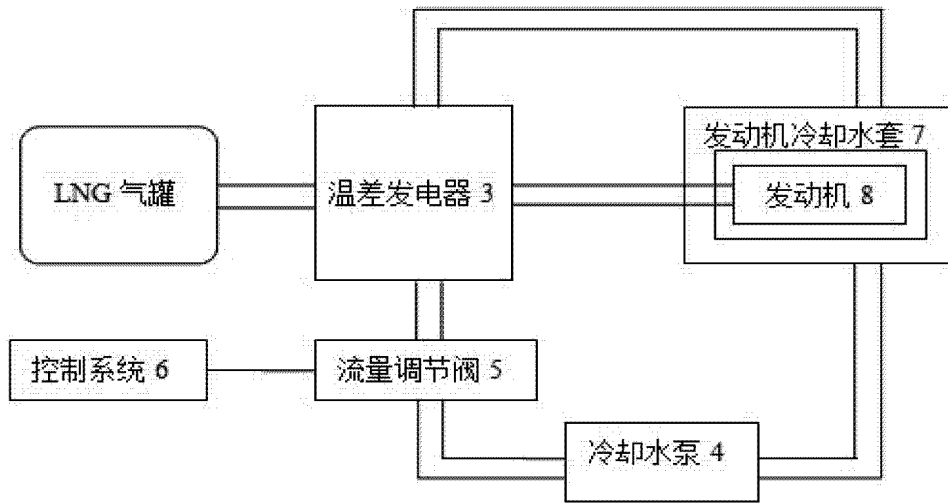 发动机冷却水套 7
LNG 气罐
温差发电器 3
发动机 8
控制系统 6
流量调节阀 5
冷却水泵 4